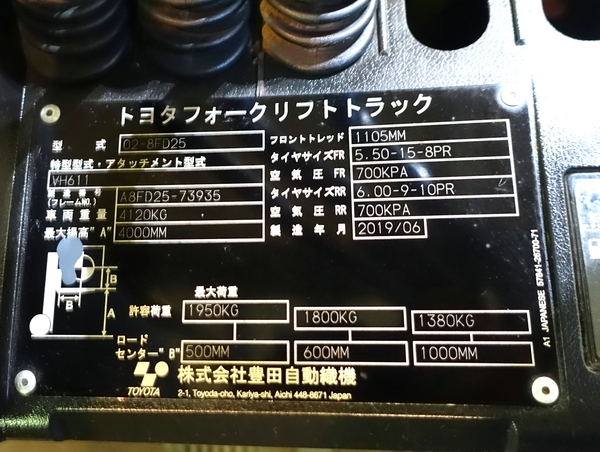 トヨタフォークリフトトラック
型式 02-8FD25
特型型式・アタッチメント型式
VH611
製造番号(フレームNO.) A8FD25-73935
車両重量 4120KG
最大揚高"A" 4000MM
フロントトレッド 1105MM
タイヤサイズFR 5.50-15-8PR
空気圧FR 700KPA
タイヤサイズRR 6.00-9-10PR
空気圧RR 700KPA
製造年月 2019/06
B
B
A
最大荷重
許容荷重 1950KG 1800KG 1380KG
ロード
センター"B" 500MM 600MM 1000MM
TOYOTA
株式会社豊田自動織機
2-1, Toyoda-cho, Kariya-shi, Aichi 448-8671 Japan
A1 JAPANESE 57841-26700-71